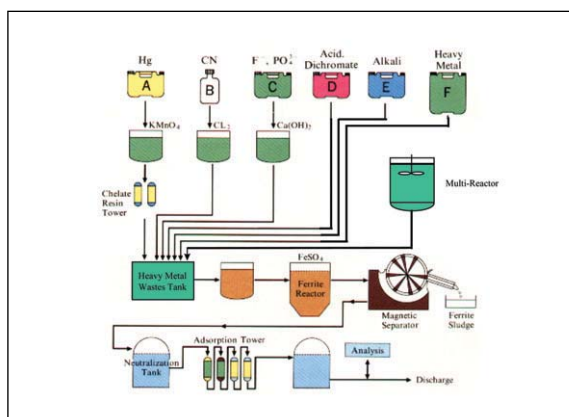 Hg
CN
F⁻, PO₄³⁻
Acid.
Dichromate
Alkali
Heavy
Metal
A
B
C
D
E
F
KMnO₄
CL₂
Ca(OH)₂
Chelate
Resin
Tower
Multi-Reactor
Heavy Metal
Wastes Tank
FeSO₄
Ferrite
Reactor
Magnetic
Separator
Ferrite
Sludge
Neutralization
Tank
Adsorption Tower
Analysis
Discharge